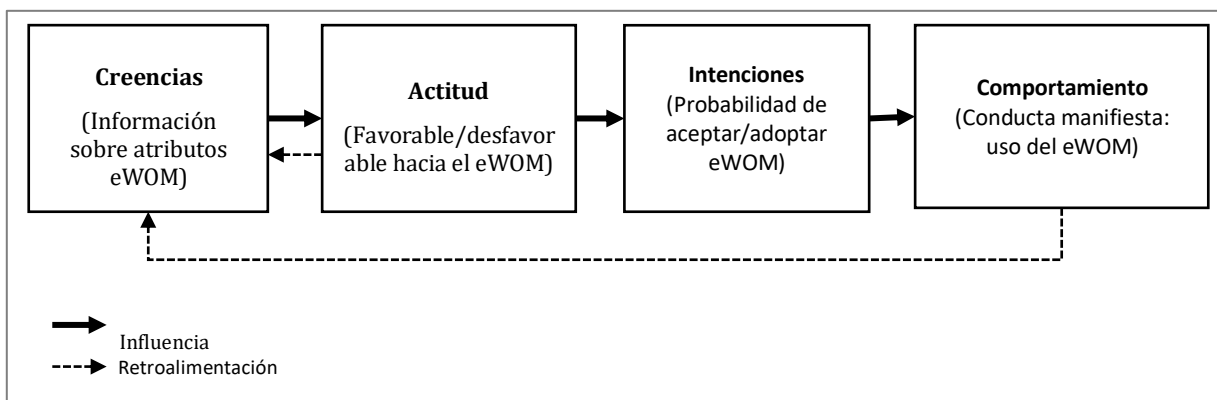 Creencias
(Información
sobre atributos
eWOM)
Actitud
(Favorable/desfavor
able hacia el eWOM)
Intenciones
(Probabilidad de
aceptar/adoptar
eWOM)
Comportamiento
(Conducta manifiesta:
uso del eWOM)
Influencia
Retroalimentación